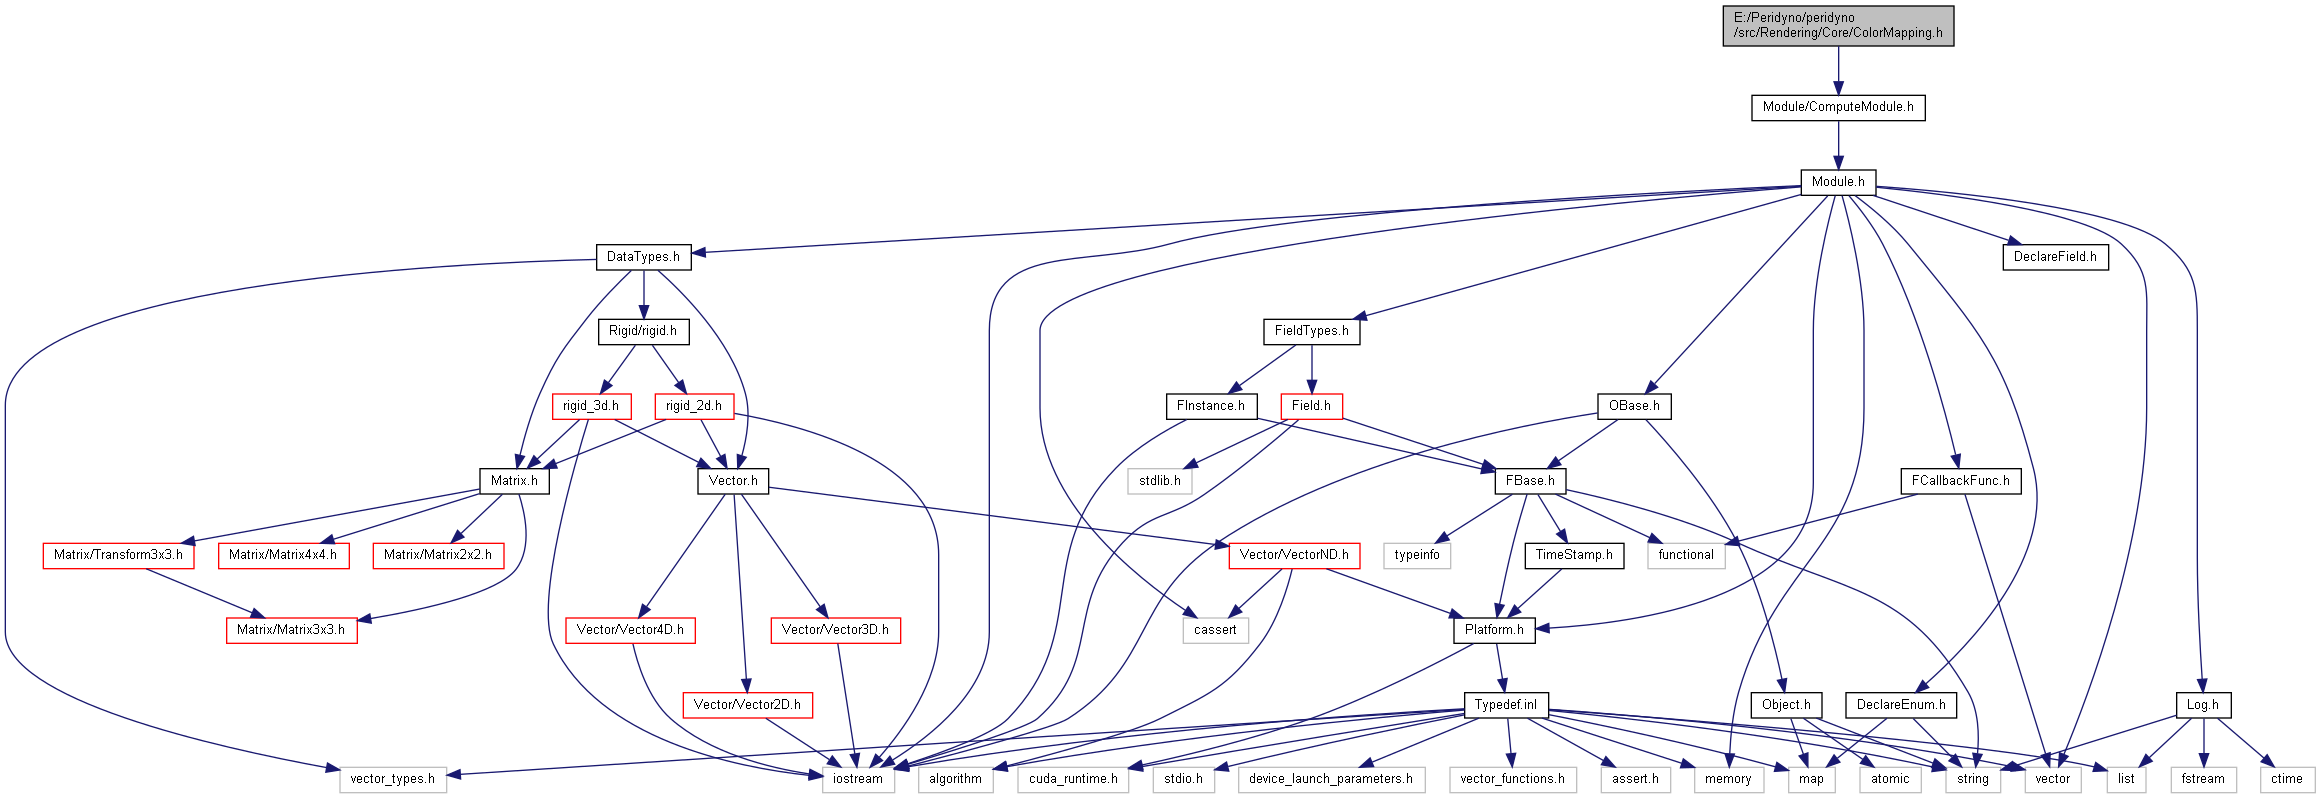 E:/Peridyno/peridyno
/src/Rendering/Core/ColorMapping.h
Module/ComputeModule.h
Module.h
DataTypes.h
DeclareField.h
Rigid/rigid.h
FieldTypes.h
rigid_3d.h
rigid_2d.h
FInstance.h
Field.h
OBase.h
Matrix.h
Vector.h
stdlib.h
FBase.h
FCallbackFunc.h
Matrix/Transform3x3.h
Matrix/Matrix4x4.h
Matrix/Matrix2x2.h
Vector/VectorND.h
typeinfo
TimeStamp.h
functional
Matrix/Matrix3x3.h
Vector/Vector4D.h
Vector/Vector3D.h
cassert
Platform.h
Vector/Vector2D.h
Typedef.inl
Object.h
DeclareEnum.h
Log.h
vector_types.h
iostream
algorithm
cuda_runtime.h
stdio.h
device_launch_parameters.h
vector_functions.h
assert.h
memory
map
atomic
string
vector
list
fstream
ctime